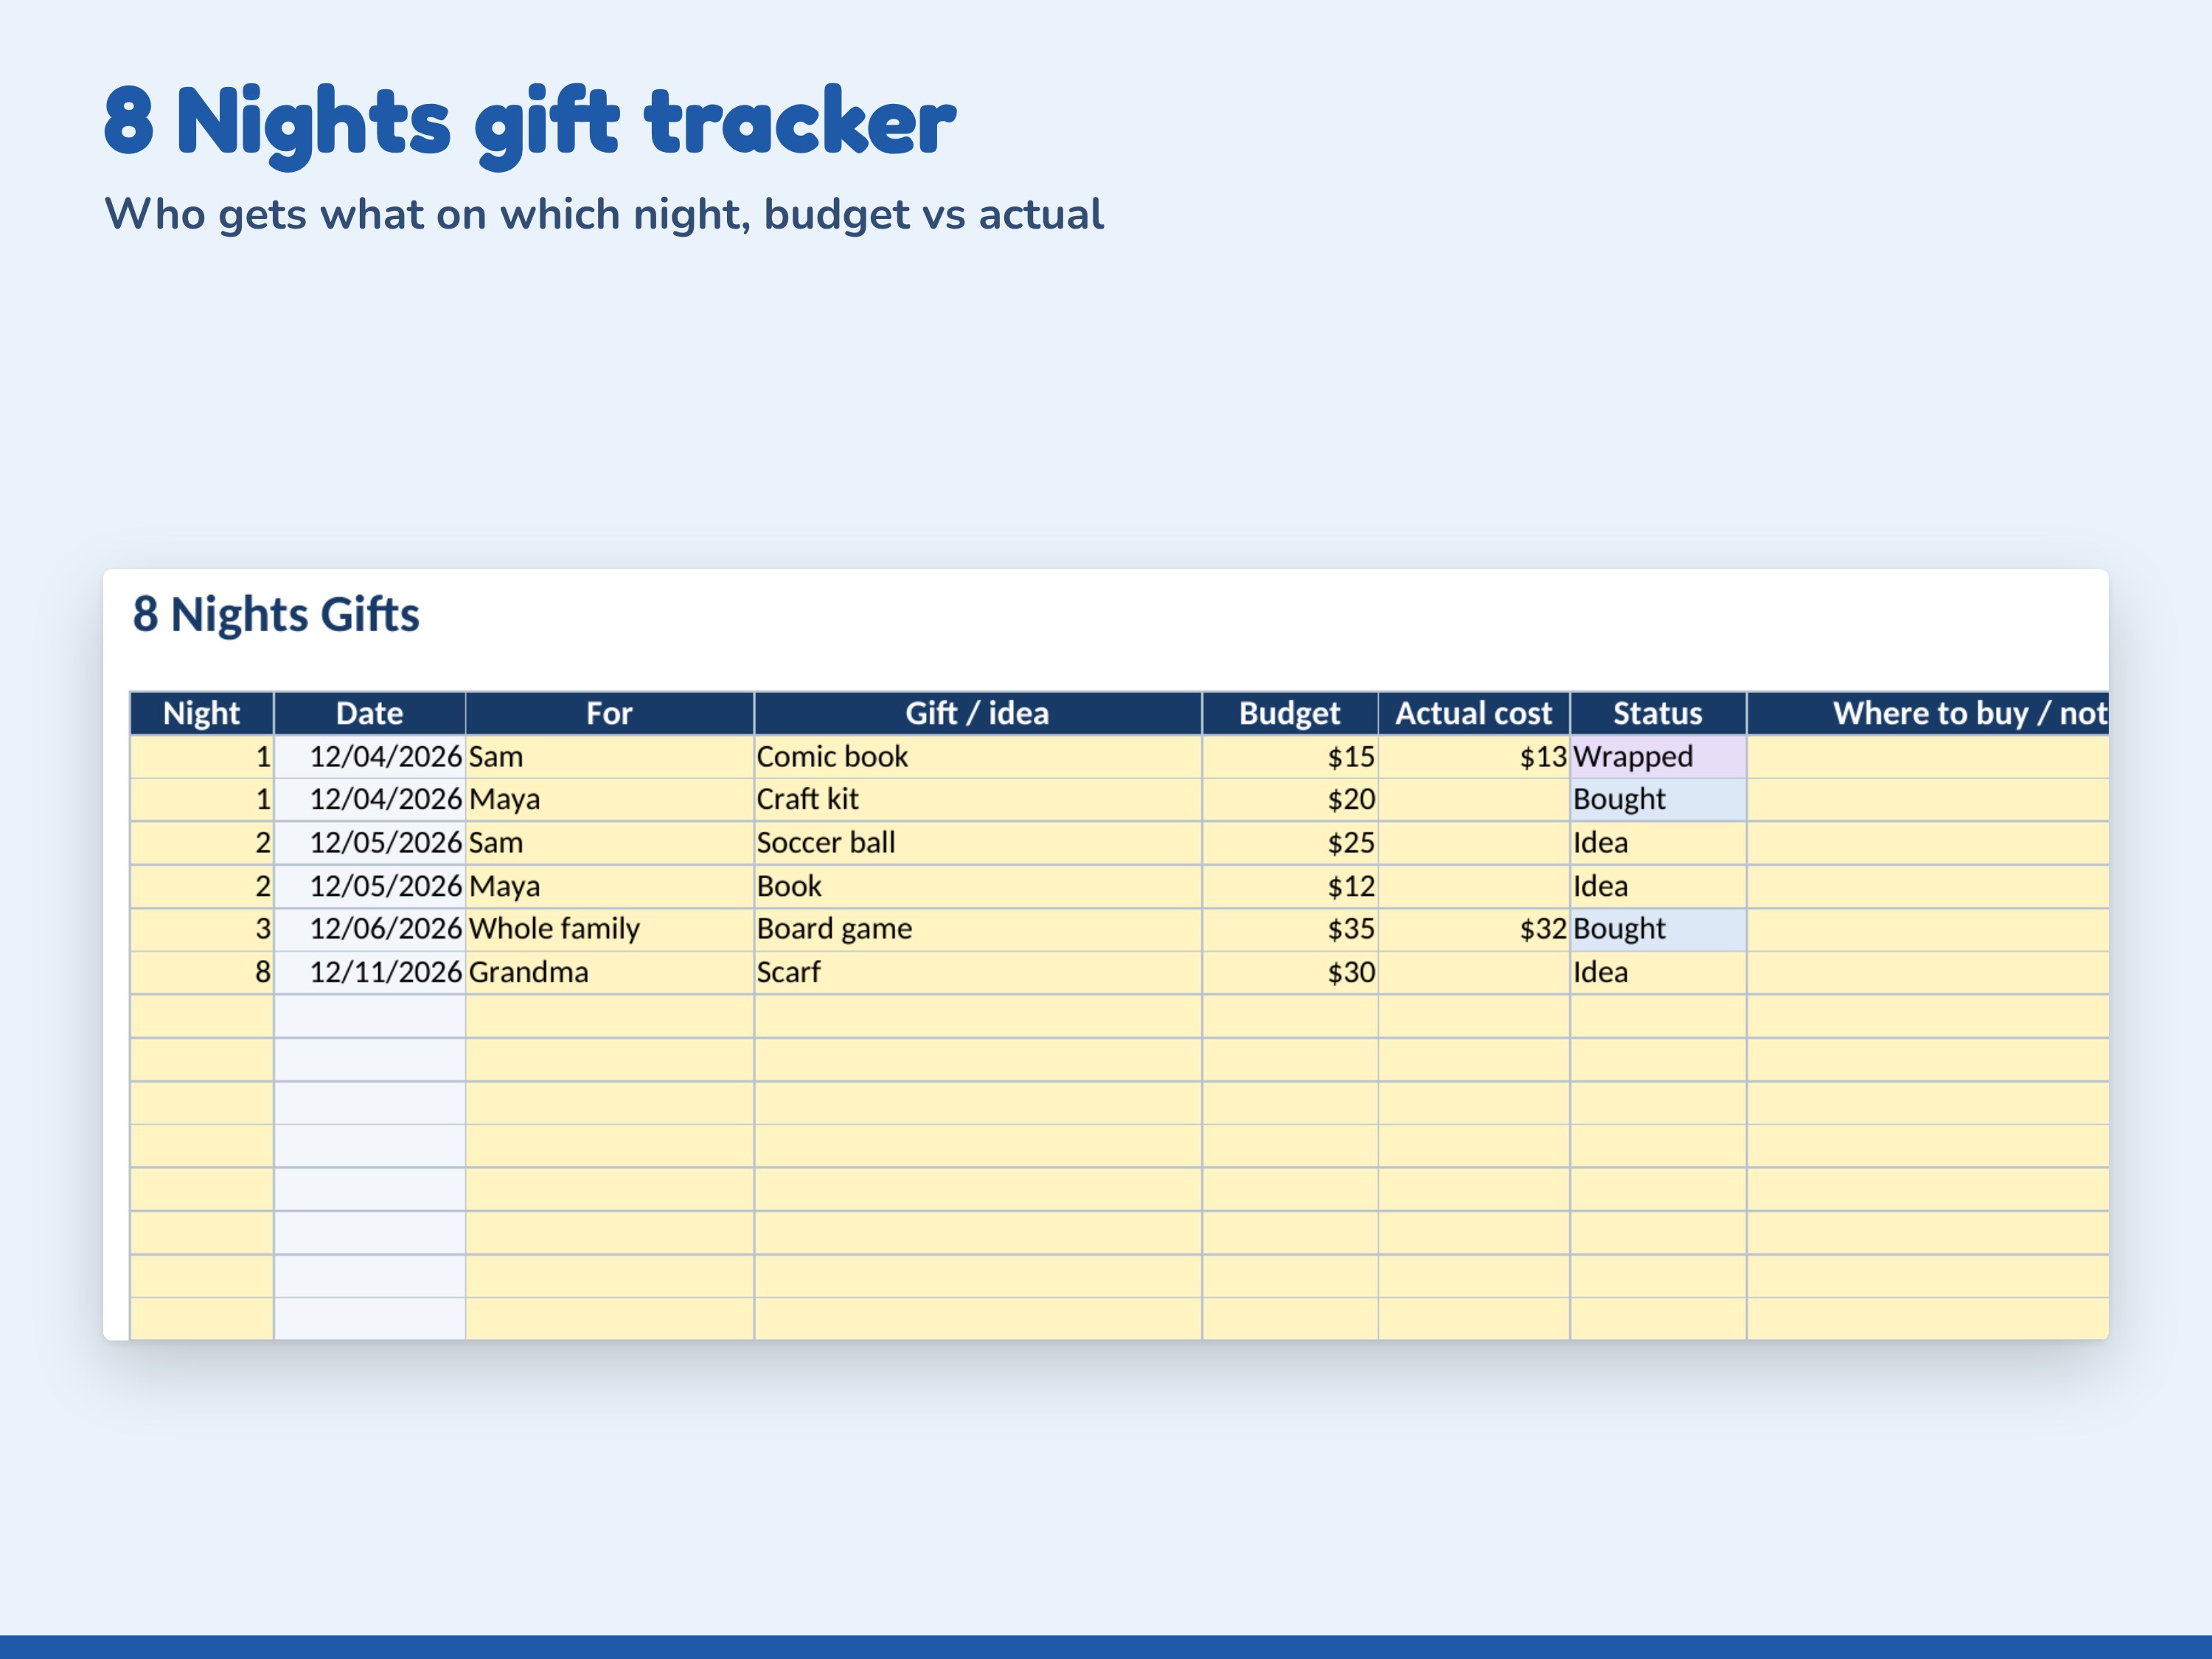 8 Nights gift tracker
Who gets what on which night, budget vs actual
8 Nights Gifts
Night Date For Gift / idea Budget Actual cost Status Where to buy / not
1 12/04/2026 Sam Comic book $15 $13 Wrapped
1 12/04/2026 Maya Craft kit $20 Bought
2 12/05/2026 Sam Soccer ball $25 Idea
2 12/05/2026 Maya Book $12 Idea
3 12/06/2026 Whole family Board game $35 $32 Bought
8 12/11/2026 Grandma Scarf $30 Idea